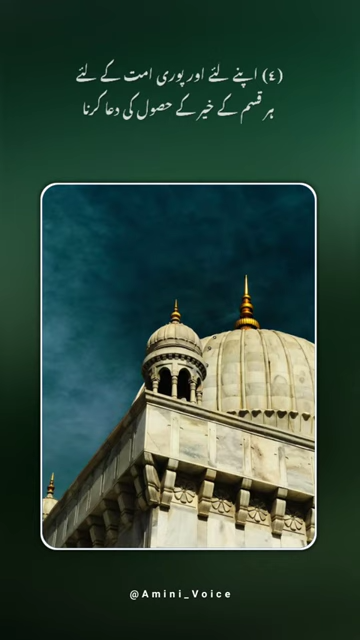 (٤) اپنے لئے اور پوری امت کے لئے
ہر قسم کے خیر کے حصول کی دعا کرنا
@Amini_Voice